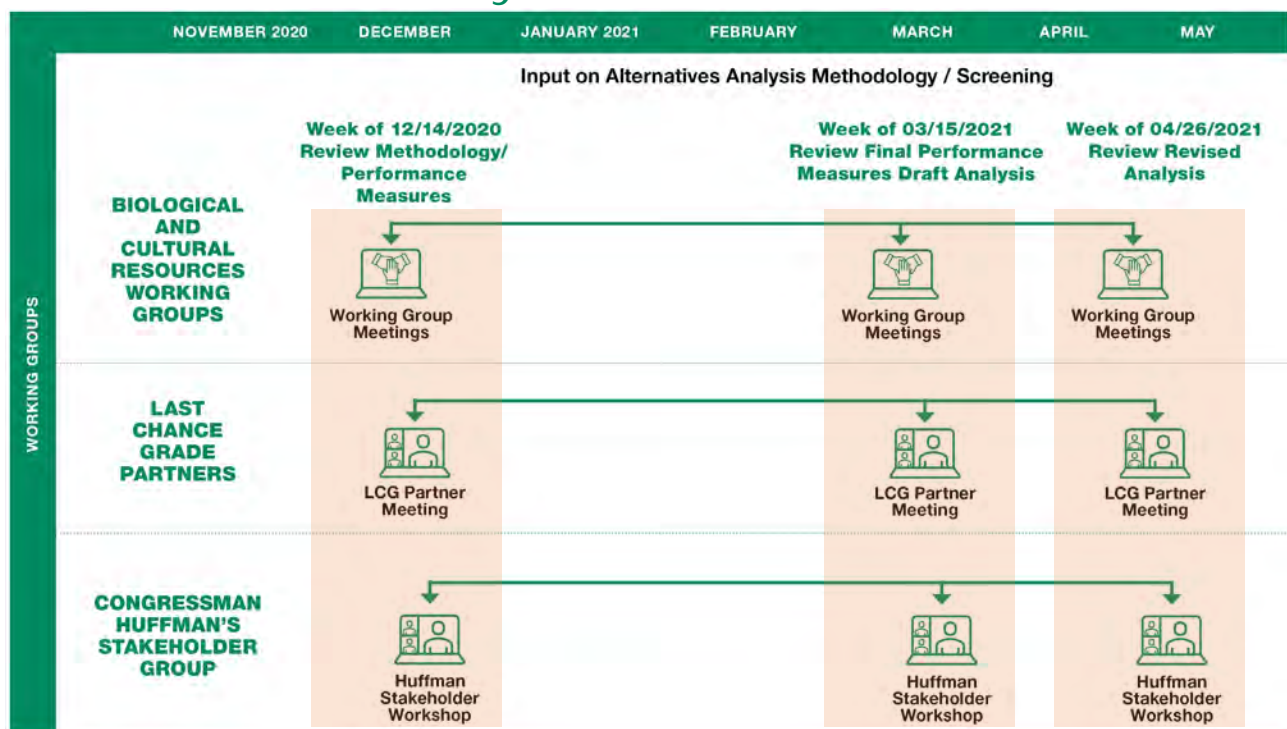 NOVEMBER 2020 DECEMBER JANUARY 2021 FEBRUARY MARCH APRIL MAY
Input on Alternatives Analysis Methodology / Screening
Week of 12/14/2020
Review Methodology/
Performance
Measures
Week of 03/15/2021
Review Final Performance
Measures Draft Analysis
Week of 04/26/2021
Review Revised
Analysis
WORKING GROUPS
BIOLOGICAL
AND
CULTURAL
RESOURCES
WORKING
GROUPS
Working Group
Meetings
Working Group
Meetings
Working Group
Meetings
LAST
CHANCE
GRADE
PARTNERS
LCG Partner
Meeting
LCG Partner
Meeting
LCG Partner
Meeting
CONGRESSMAN
HUFFMAN'S
STAKEHOLDER
GROUP
Huffman
Stakeholder
Workshop
Huffman
Stakeholder
Workshop
Huffman
Stakeholder
Workshop